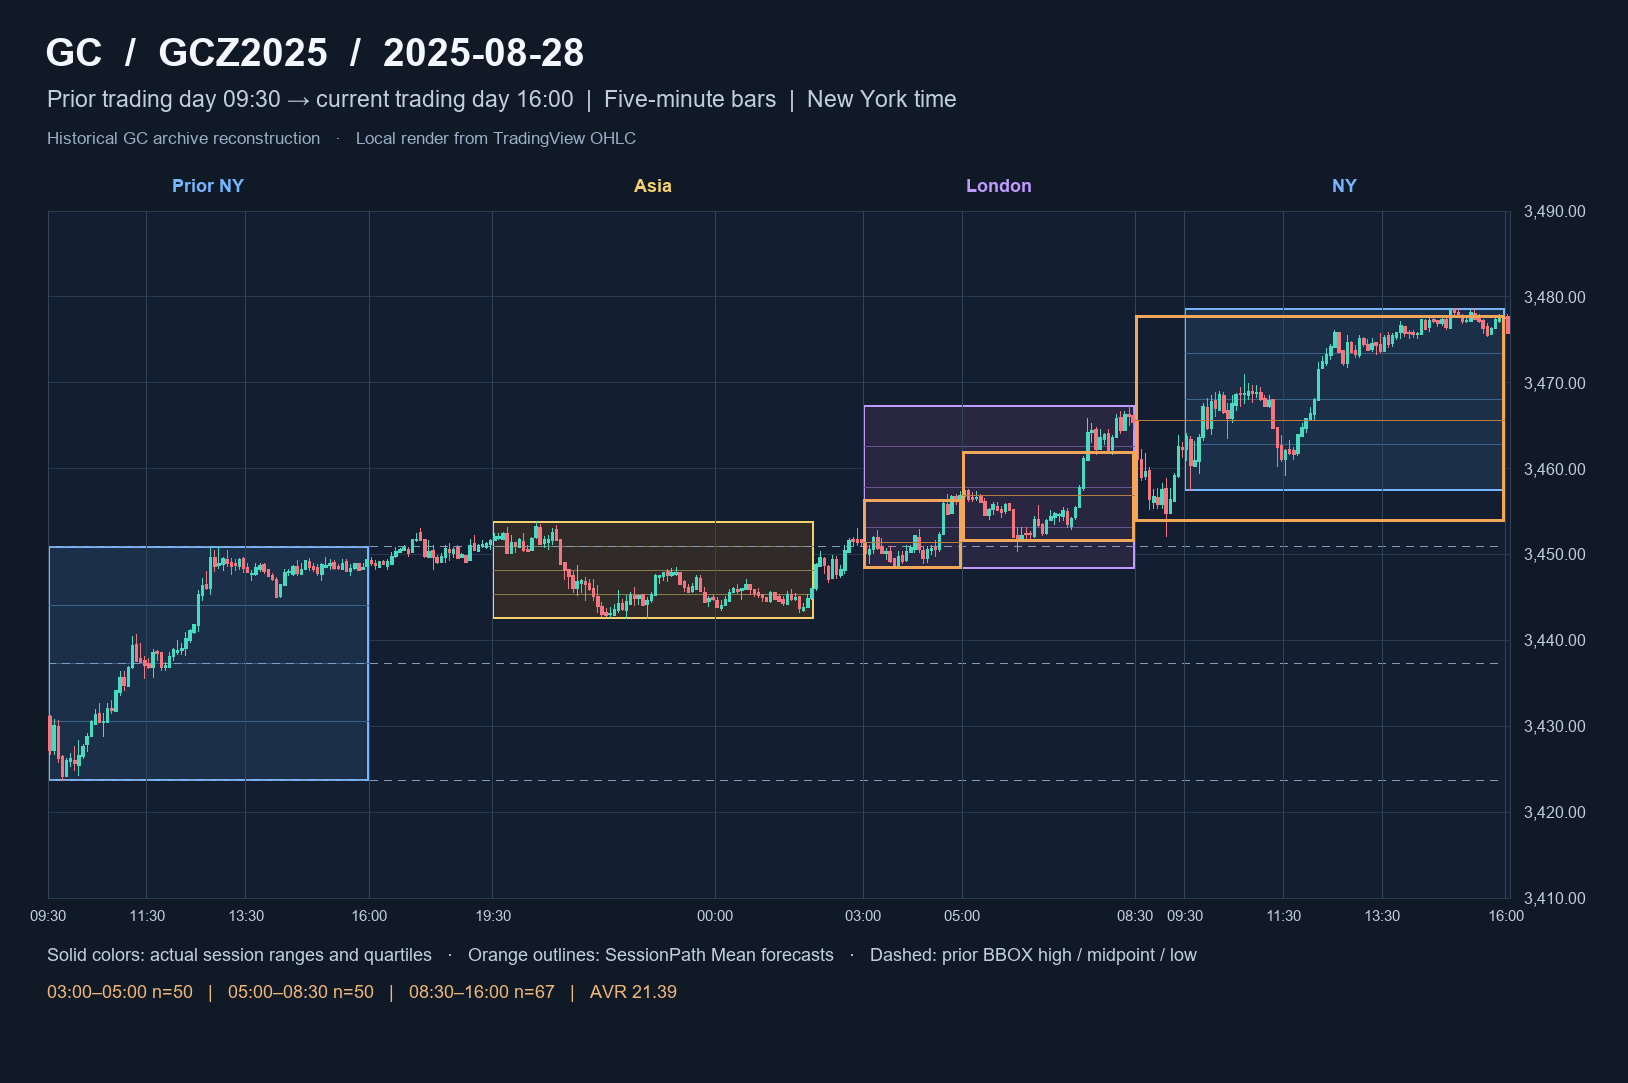 GC / GCZ2025 / 2025-08-28
Prior trading day 09:30 → current trading day 16:00 | Five-minute bars | New York time
Historical GC archive reconstruction · Local render from TradingView OHLC
Prior NY Asia London NY
3,490.00
3,480.00
3,470.00
3,460.00
3,450.00
3,440.00
3,430.00
3,420.00
3,410.00
09:30 11:30 13:30 16:00 19:30 00:00 03:00 05:00 08:30 09:30 11:30 13:30 16:00
Solid colors: actual session ranges and quartiles · Orange outlines: SessionPath Mean forecasts · Dashed: prior BBOX high / midpoint / low
03:00–05:00 n=50 | 05:00–08:30 n=50 | 08:30–16:00 n=67 | AVR 21.39